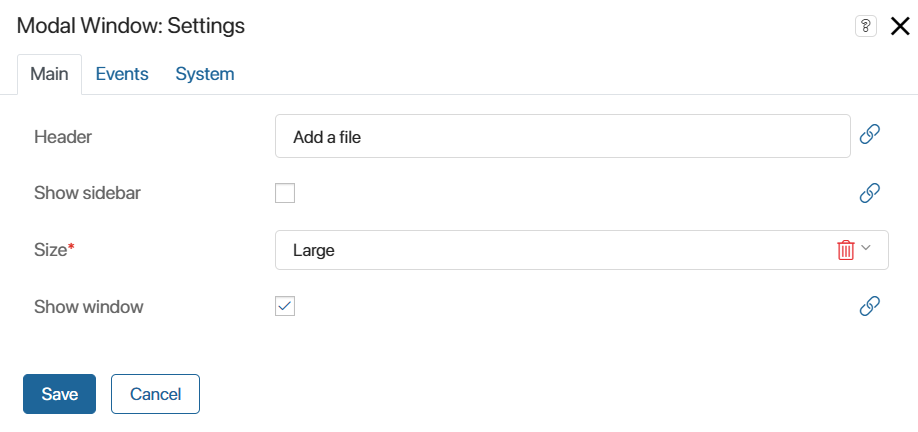 Modal Window: Settings ?
Main Events System
Header Add a file
Show sidebar
Size* Large
Show window
Save Cancel